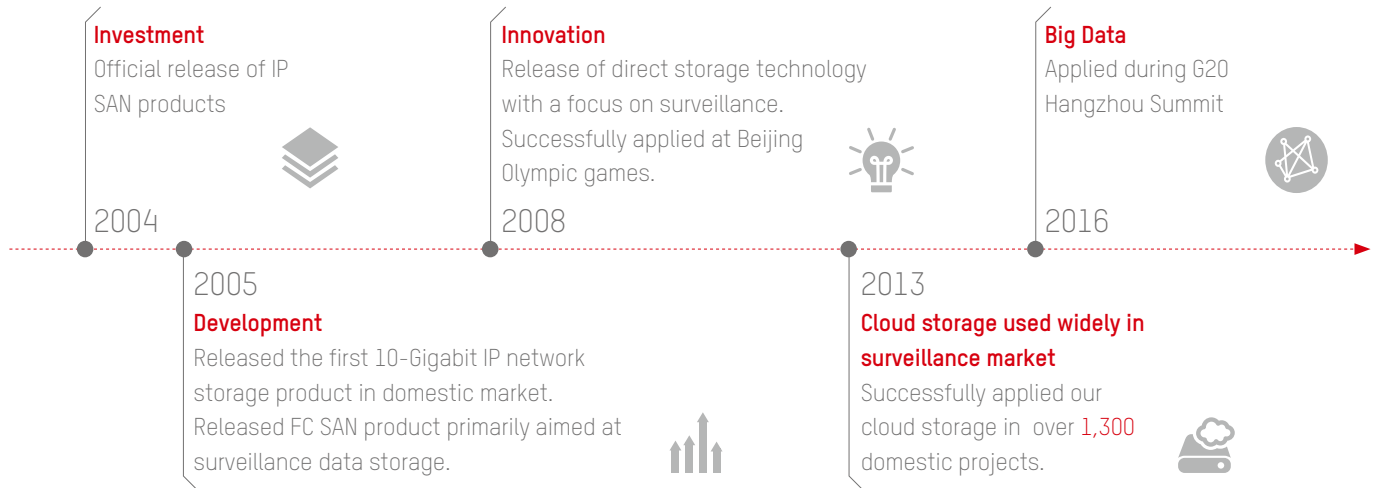 Investment
Official release of IP
SAN products
2004
Innovation
Release of direct storage technology
with a focus on surveillance.
Successfully applied at Beijing
Olympic games.
2008
Big Data
Applied during G20
Hangzhou Summit
2016
2005
Development
Released the first 10-Gigabit IP network
storage product in domestic market.
Released FC SAN product primarily aimed at
surveillance data storage.
2013
Cloud storage used widely in
surveillance market
Successfully applied our
cloud storage in over 1,300
domestic projects.